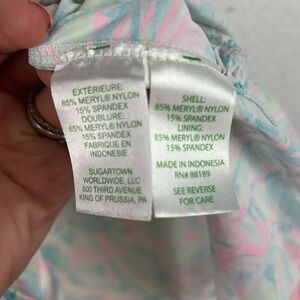 EXTÉRIEURE:
85% MERYL® NYLON
15% SPANDEX
DOUBLURE:
85% MERYL® NYLON
15% SPANDEX
FABRIQUE EN
INDONESIE
SUGARTOWN
WORLDWIDE, LLC
800 THIRD AVENUE
KING OF PRUSSIA, PA
SHELL:
85% MERYL® NYLON
15% SPANDEX
LINING:
85% MERYL® NYLON
15% SPANDEX
MADE IN INDONESIA
RN# 88189
SEE REVERSE
FOR CARE